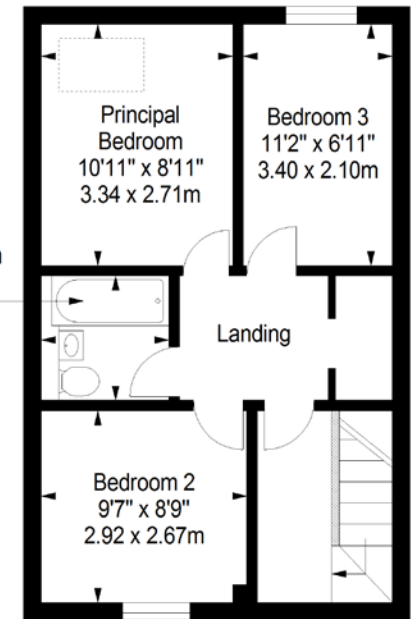 Principal
Bedroom
10'11" x 8'11"
3.34 x 2.71m
Bedroom 3
11'2" x 6'11"
3.40 x 2.10m
Landing
Bedroom 2
9'7" x 8'9"
2.92 x 2.67m